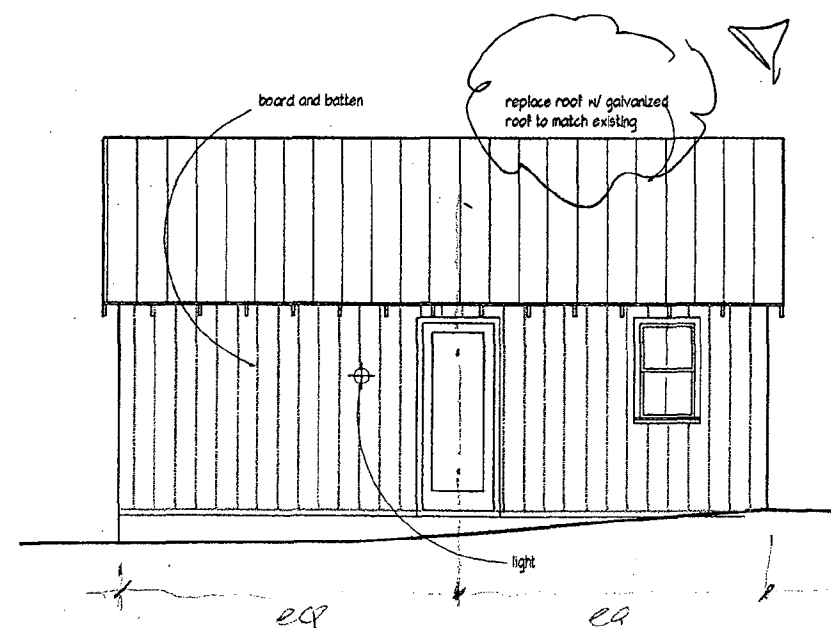 board and batten
replace roof w/ galvanized
roof to match existing
light
eq eq